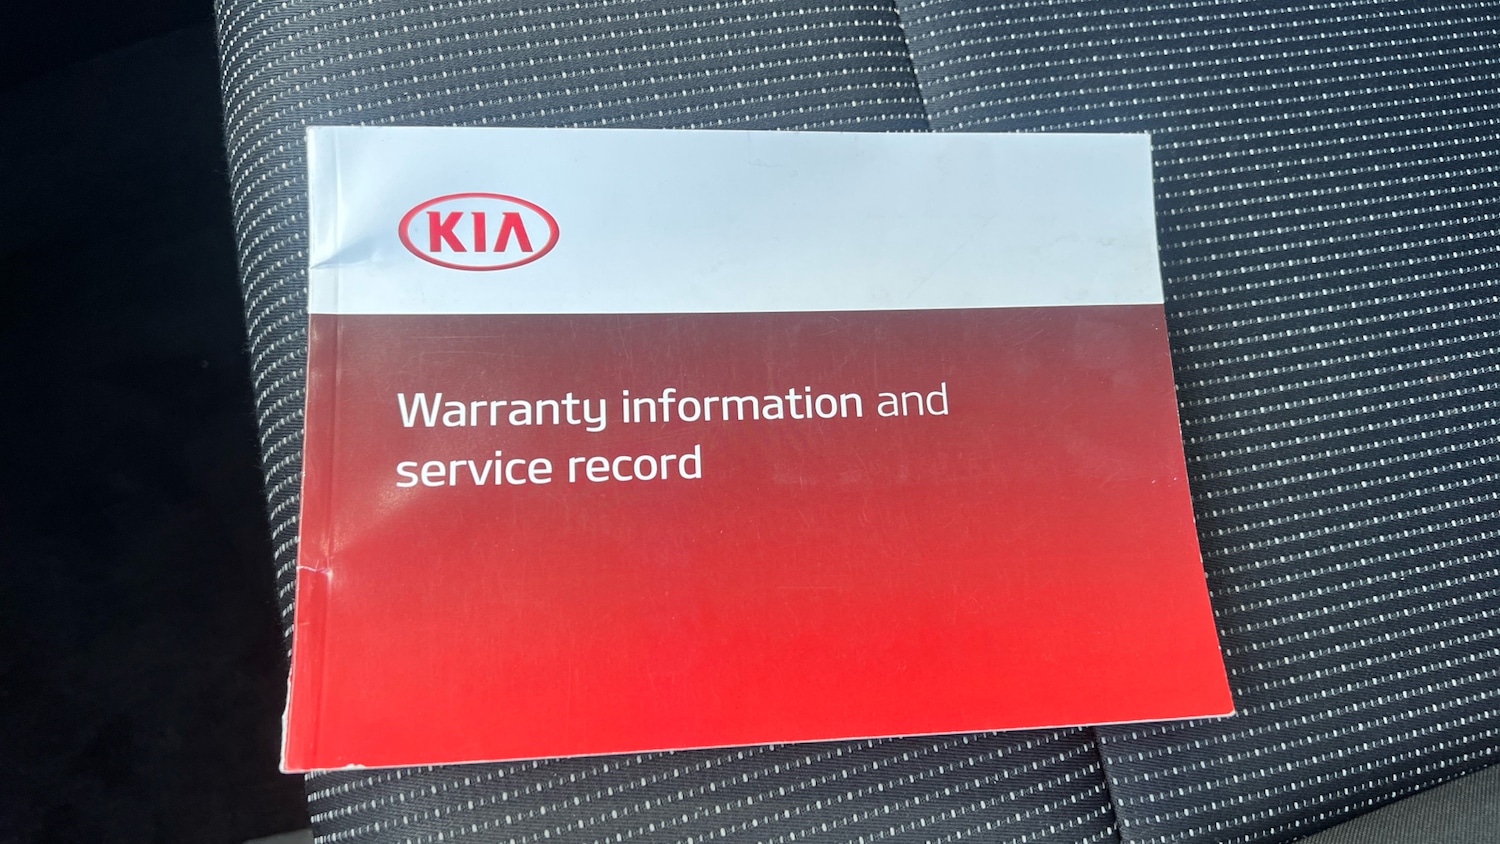 KIA
Warranty information and
service record